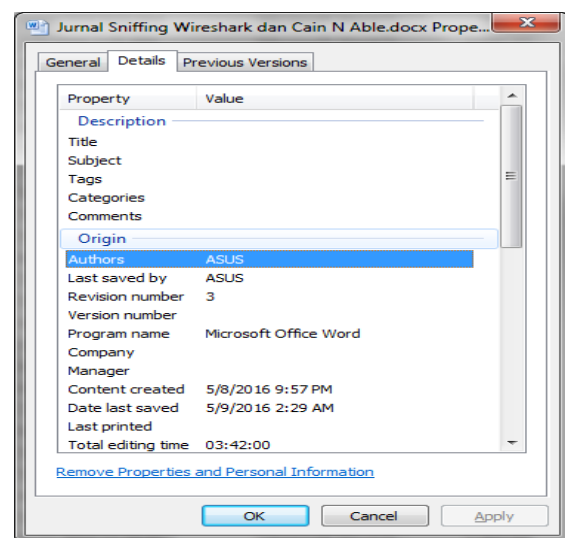 Jurnal Sniffing Wireshark dan Cain N Able.docx Prope...
General Details Previous Versions
Property Value
Description
Title
Subject
Tags
Categories
Comments
Origin
Authors ASUS
Last saved by ASUS
Revision number 3
Version number
Program name Microsoft Office Word
Company
Manager
Content created 5/8/2016 9:57 PM
Date last saved 5/9/2016 2:29 AM
Last printed
Total editing time 03:42:00
Remove Properties and Personal Information
OK Cancel Apply